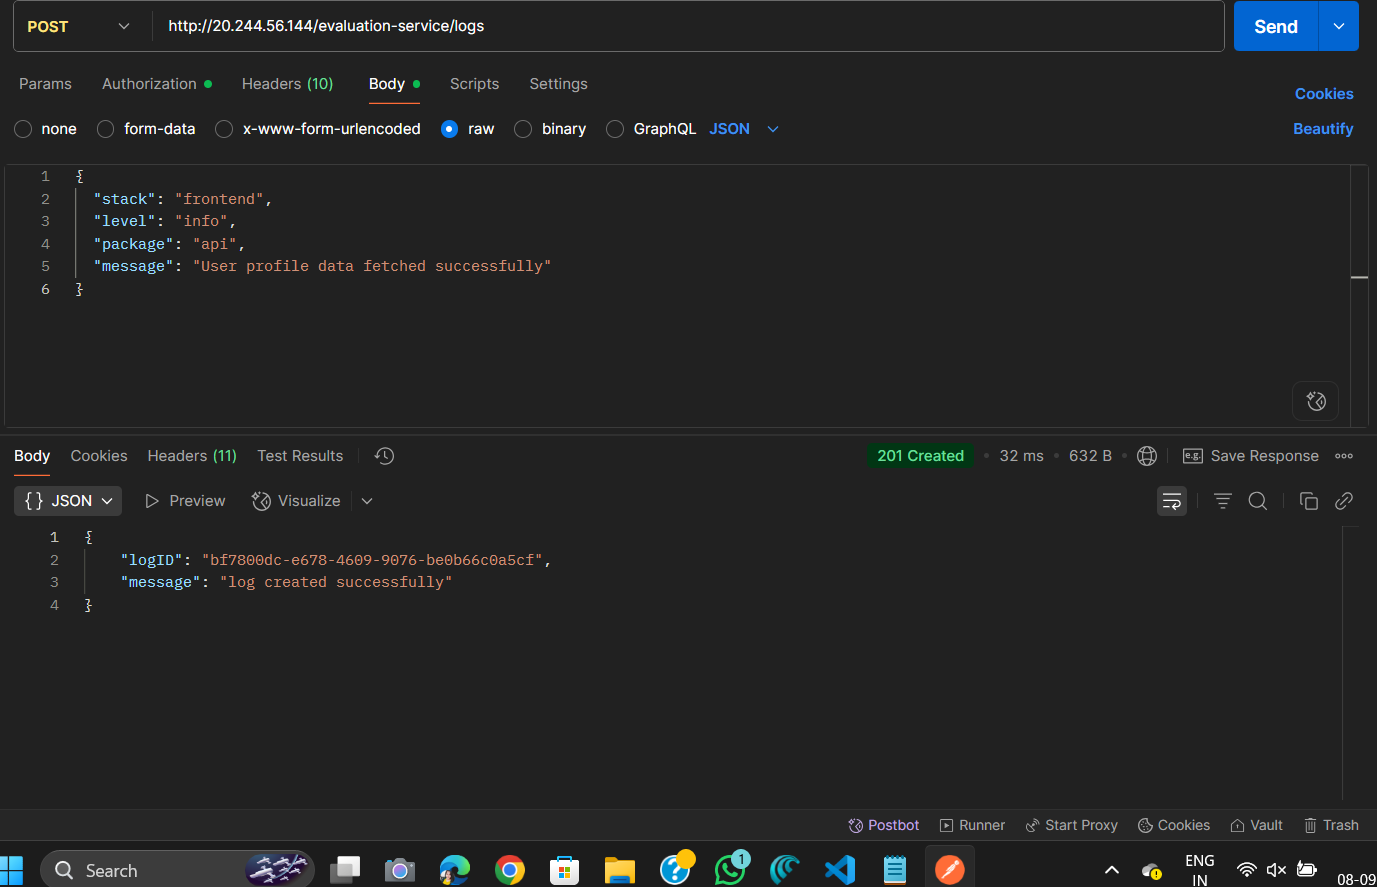 POST
http://20.244.56.144/evaluation-service/logs
Send
Params Authorization Headers (10) Body Scripts Settings
Cookies
none form-data x-www-form-urlencoded raw binary GraphQL JSON
Beautify
1 {
2 "stack": "frontend",
3 "level": "info",
4 "package": "api",
5 "message": "User profile data fetched successfully"
6 }
Body Cookies Headers (11) Test Results
201 Created 32 ms 632 B e.g. Save Response
{} JSON Preview Visualize
1 {
2 "logID": "bf7800dc-e678-4609-9076-be0b66c0a5cf",
3 "message": "log created successfully"
4 }
Postbot Runner Start Proxy Cookies Vault Trash
Search
1
ENG
IN
08-09